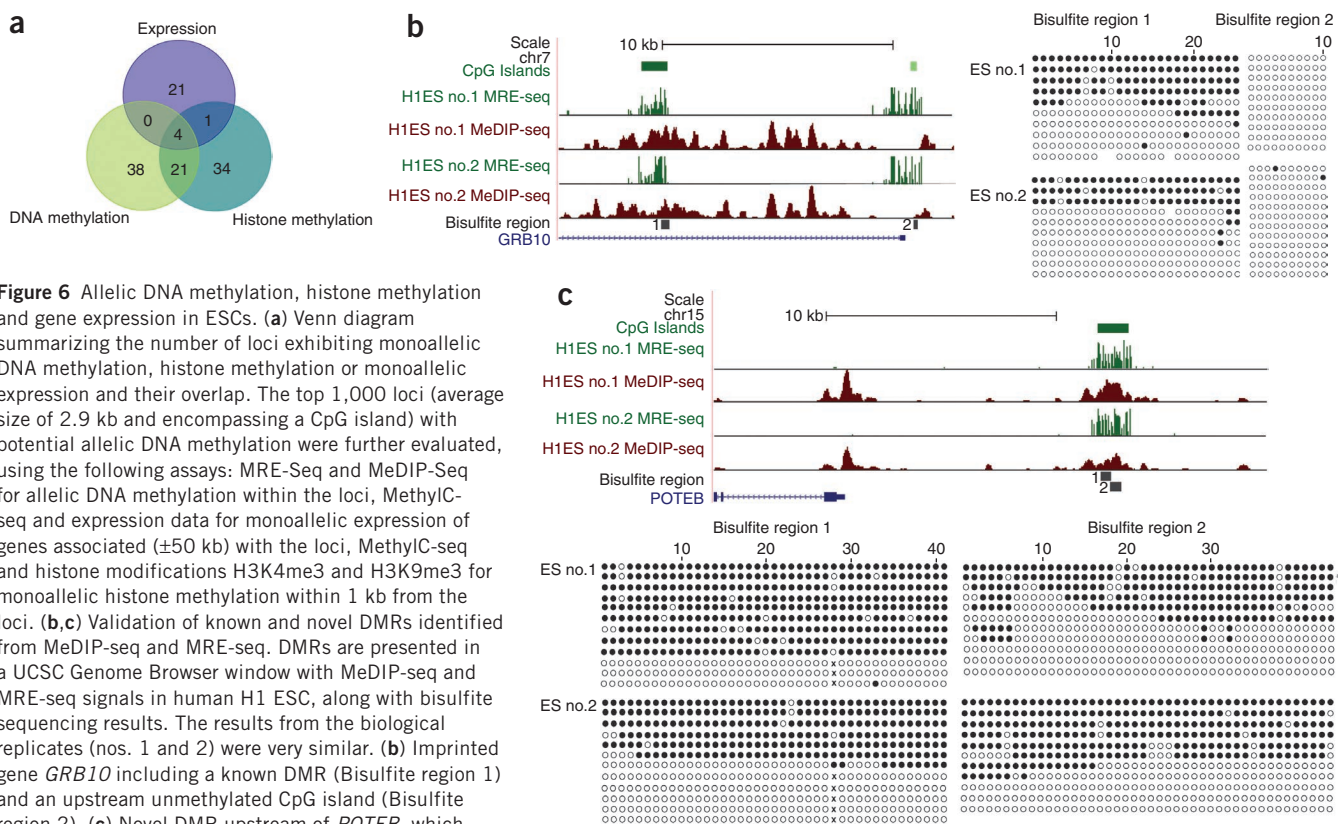 a
Expression
21
0
1
4
38
21
34
DNA methylation
Histone methylation
b
Scale
10 kb
chr7
CpG Islands
H1ES no.1 MRE-seq
H1ES no.1 MeDIP-seq
H1ES no.2 MRE-seq
H1ES no.2 MeDIP-seq
Bisulfite region
1
2
GRB10
Bisulfite region 1
Bisulfite region 2
10
20
10
ES no.1
ES no.2
Figure 6 Allelic DNA methylation, histone methylation
and gene expression in ESCs. (a) Venn diagram
summarizing the number of loci exhibiting monoallelic
DNA methylation, histone methylation or monoallelic
expression and their overlap. The top 1,000 loci (average
size of 2.9 kb and encompassing a CpG island) with
potential allelic DNA methylation were further evaluated,
using the following assays: MRE-Seq and MeDIP-Seq
for allelic DNA methylation within the loci, MethylC-
seq and expression data for monoallelic expression of
genes associated (±50 kb) with the loci, MethylC-seq
and histone modifications H3K4me3 and H3K9me3 for
monoallelic histone methylation within 1 kb from the
loci. (b,c) Validation of known and novel DMRs identified
from MeDIP-seq and MRE-seq. DMRs are presented in
a UCSC Genome Browser window with MeDIP-seq and
MRE-seq signals in human H1 ESC, along with bisulfite
sequencing results. The results from the biological
replicates (nos. 1 and 2) were very similar. (b) Imprinted
gene GRB10 including a known DMR (Bisulfite region 1)
and an upstream unmethylated CpG island (Bisulfite
region 2). (c) Novel DMR upstream of POTEB, which
c
Scale
10 kb
chr15
CpG Islands
H1ES no.1 MRE-seq
H1ES no.1 MeDIP-seq
H1ES no.2 MRE-seq
H1ES no.2 MeDIP-seq
Bisulfite region
1
2
POTEB
Bisulfite region 1
Bisulfite region 2
10
20
30
40
10
20
30
ES no.1
x
x
x
ES no.2
x
x
x
x
x